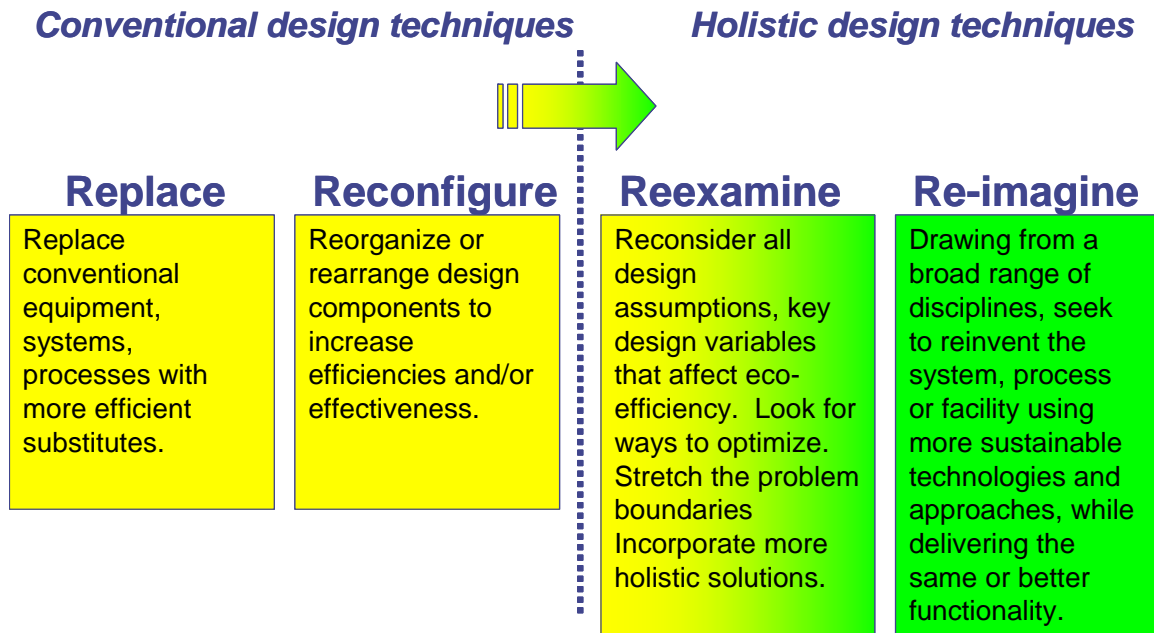 Conventional design techniques
Holistic design techniques
Replace
Replace
conventional
equipment,
systems,
processes with
more efficient
substitutes.
Reconfigure
Reorganize or
rearrange design
components to
increase
efficiencies and/or
effectiveness.
Reexamine
Reconsider all
design
assumptions, key
design variables
that affect eco-
efficiency.  Look for
ways to optimize.
Stretch the problem
boundaries
Incorporate more
holistic solutions.
Re-imagine
Drawing from a
broad range of
disciplines, seek
to reinvent the
system, process
or facility using
more sustainable
technologies and
approaches, while
delivering the
same or better
functionality.